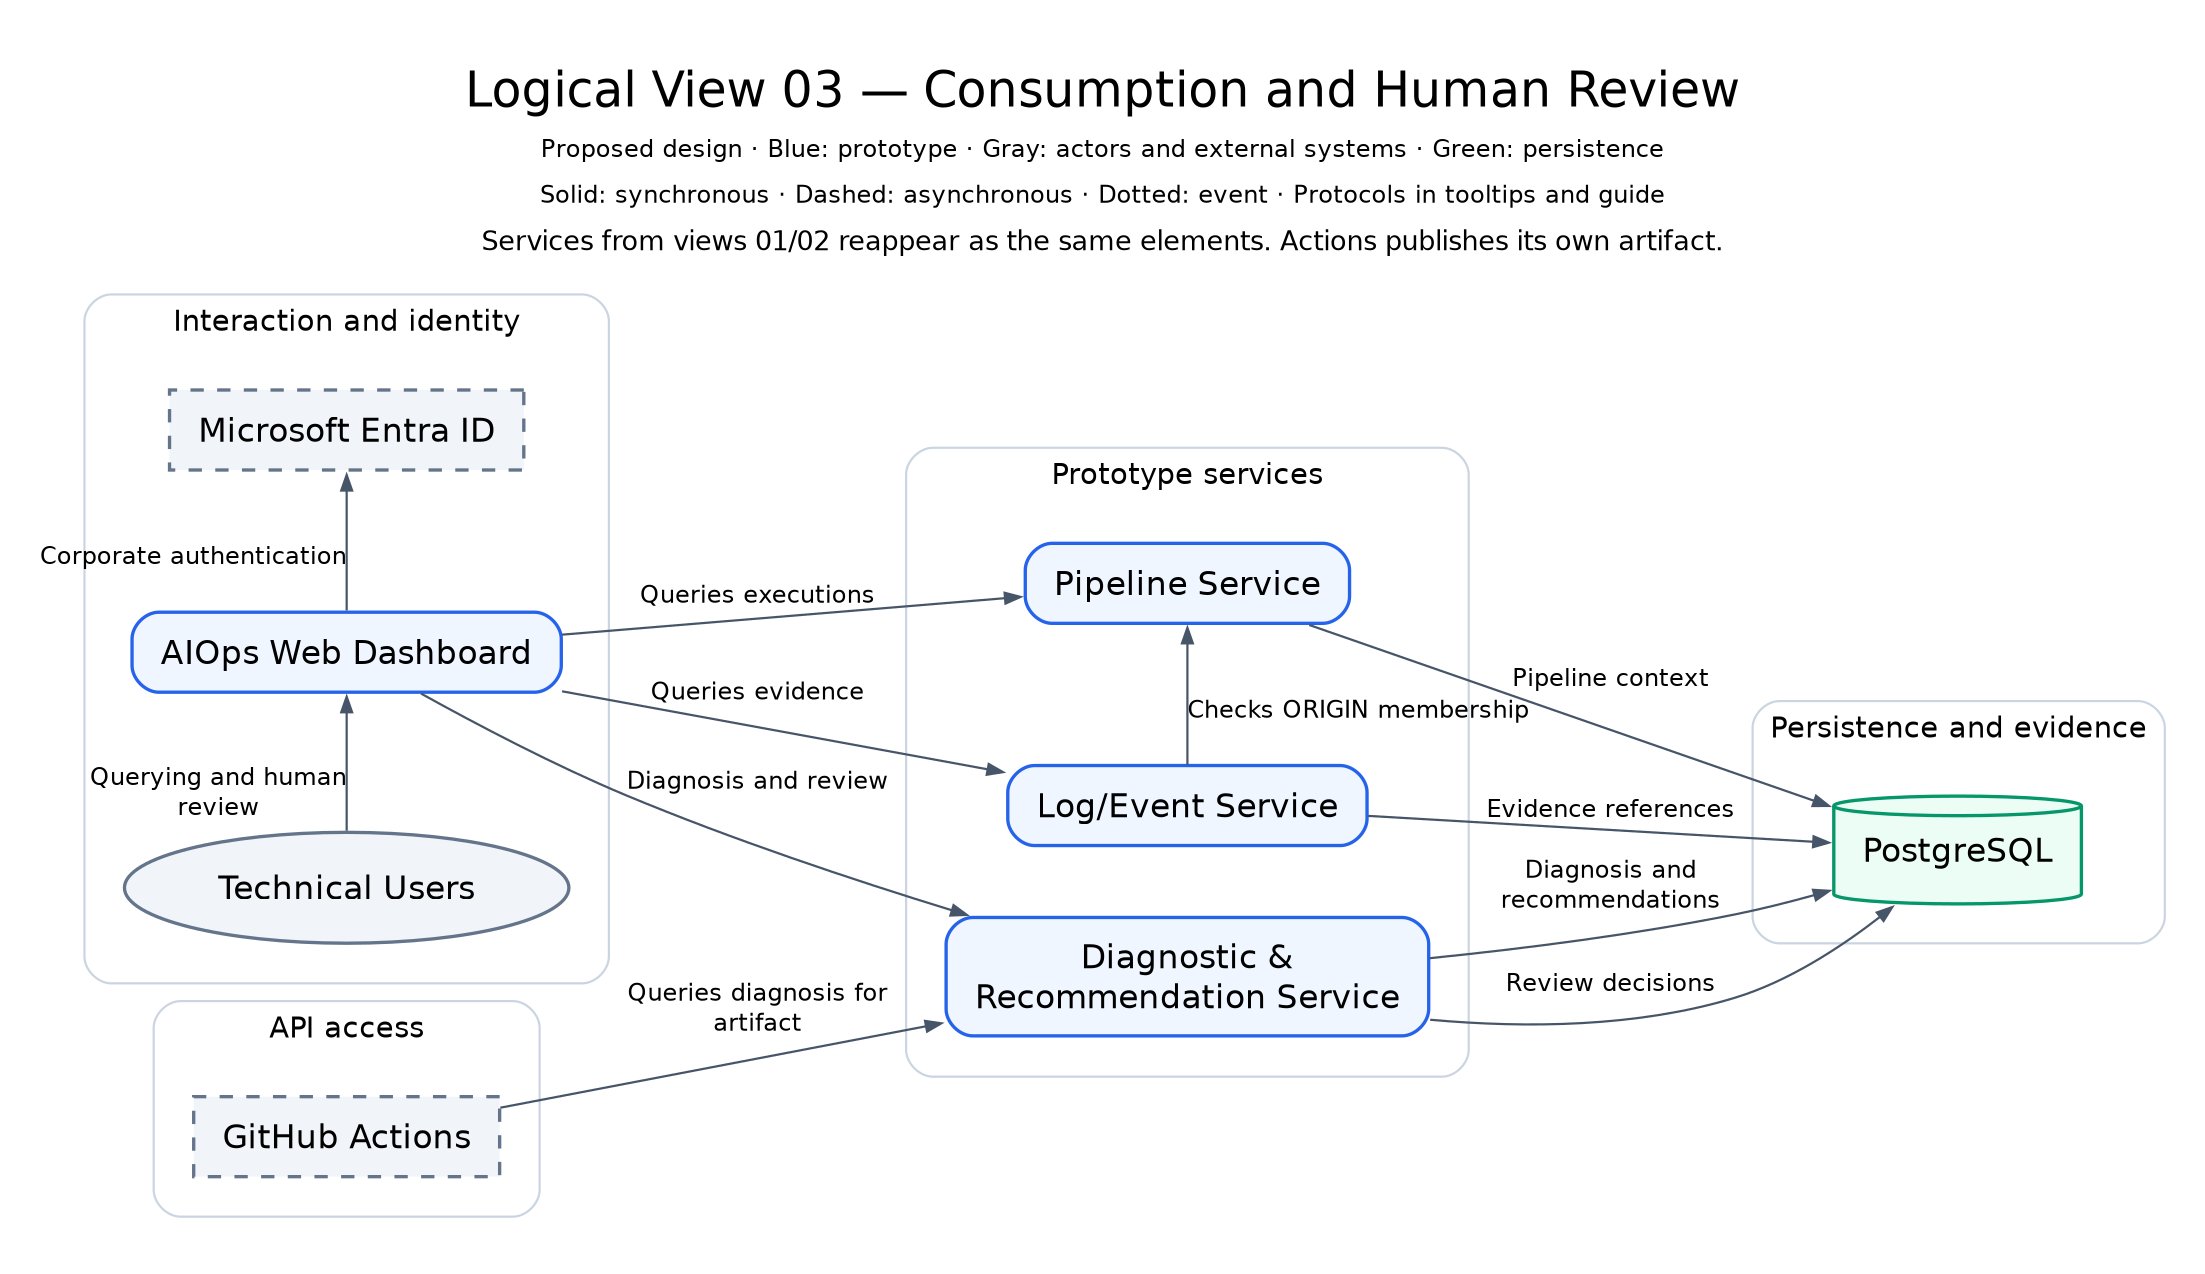 Logical View 03 — Consumption and Human Review
Proposed design · Blue: prototype · Gray: actors and external systems · Green: persistence
Solid: synchronous · Dashed: asynchronous · Dotted: event · Protocols in tooltips and guide
Services from views 01/02 reappear as the same elements. Actions publishes its own artifact.
Interaction and identity
Microsoft Entra ID
Corporate authentication
AIOps Web Dashboard
Querying and human
review
Technical Users
API access
GitHub Actions
Queries executions
Queries evidence
Diagnosis and review
Queries diagnosis for
artifact
Prototype services
Pipeline Service
Checks ORIGIN membership
Log/Event Service
Diagnostic &
Recommendation Service
Pipeline context
Evidence references
Diagnosis and
recommendations
Review decisions
Persistence and evidence
PostgreSQL